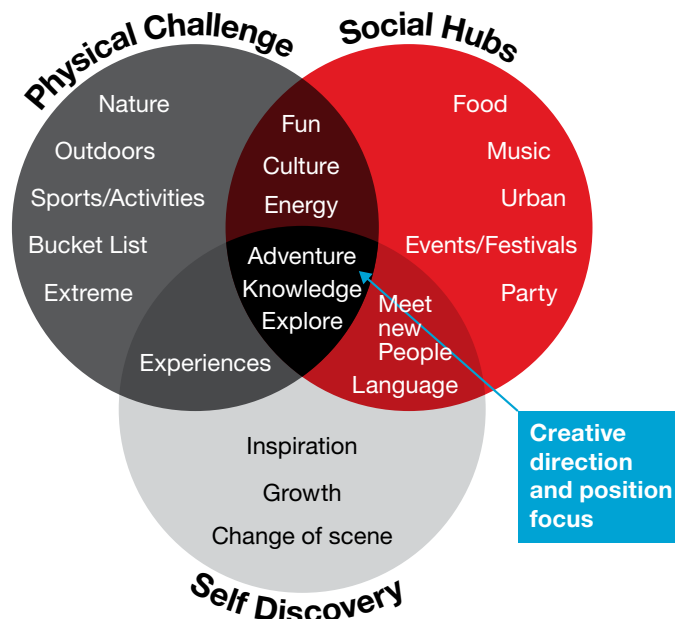 Physical Challenge
Social Hubs
Nature
Outdoors
Sports/Activities
Bucket List
Extreme
Fun
Culture
Energy
Food
Music
Urban
Events/Festivals
Party
Adventure
Knowledge
Explore
Experiences
Meet
new
People
Language
Inspiration
Growth
Change of scene
Self Discovery
Creative
direction
and position
focus